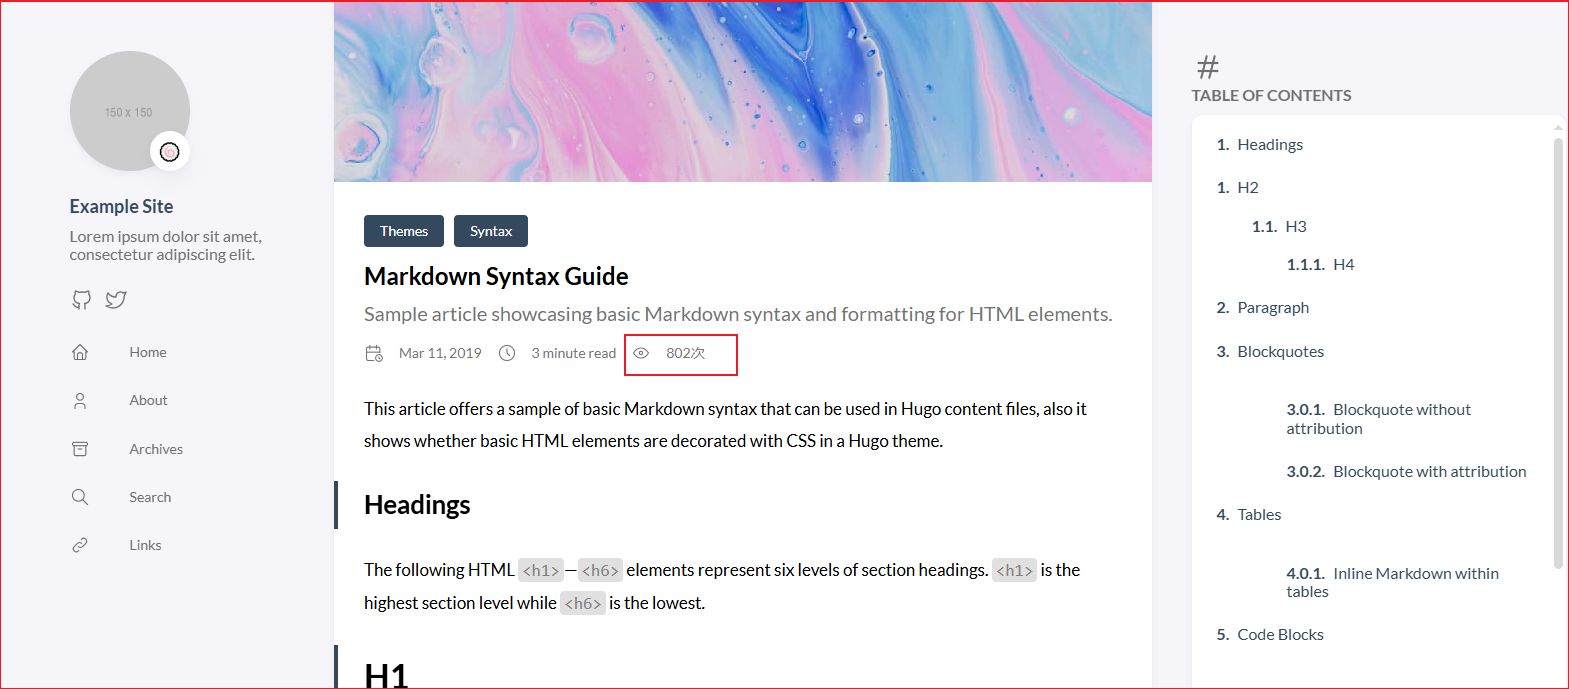 150 x 150
Example Site
Lorem ipsum dolor sit amet,
consectetur adipiscing elit.
Home
About
Archives
Search
Links
Themes Syntax
Markdown Syntax Guide
Sample article showcasing basic Markdown syntax and formatting for HTML elements.
Mar 11, 2019 3 minute read 802次
This article offers a sample of basic Markdown syntax that can be used in Hugo content files, also it
shows whether basic HTML elements are decorated with CSS in a Hugo theme.
Headings
The following HTML <h1>—<h6> elements represent six levels of section headings. <h1> is the
highest section level while <h6> is the lowest.
H1
#
TABLE OF CONTENTS
1. Headings
1. H2
1.1. H3
1.1.1. H4
2. Paragraph
3. Blockquotes
3.0.1. Blockquote without
attribution
3.0.2. Blockquote with attribution
4. Tables
4.0.1. Inline Markdown within
tables
5. Code Blocks